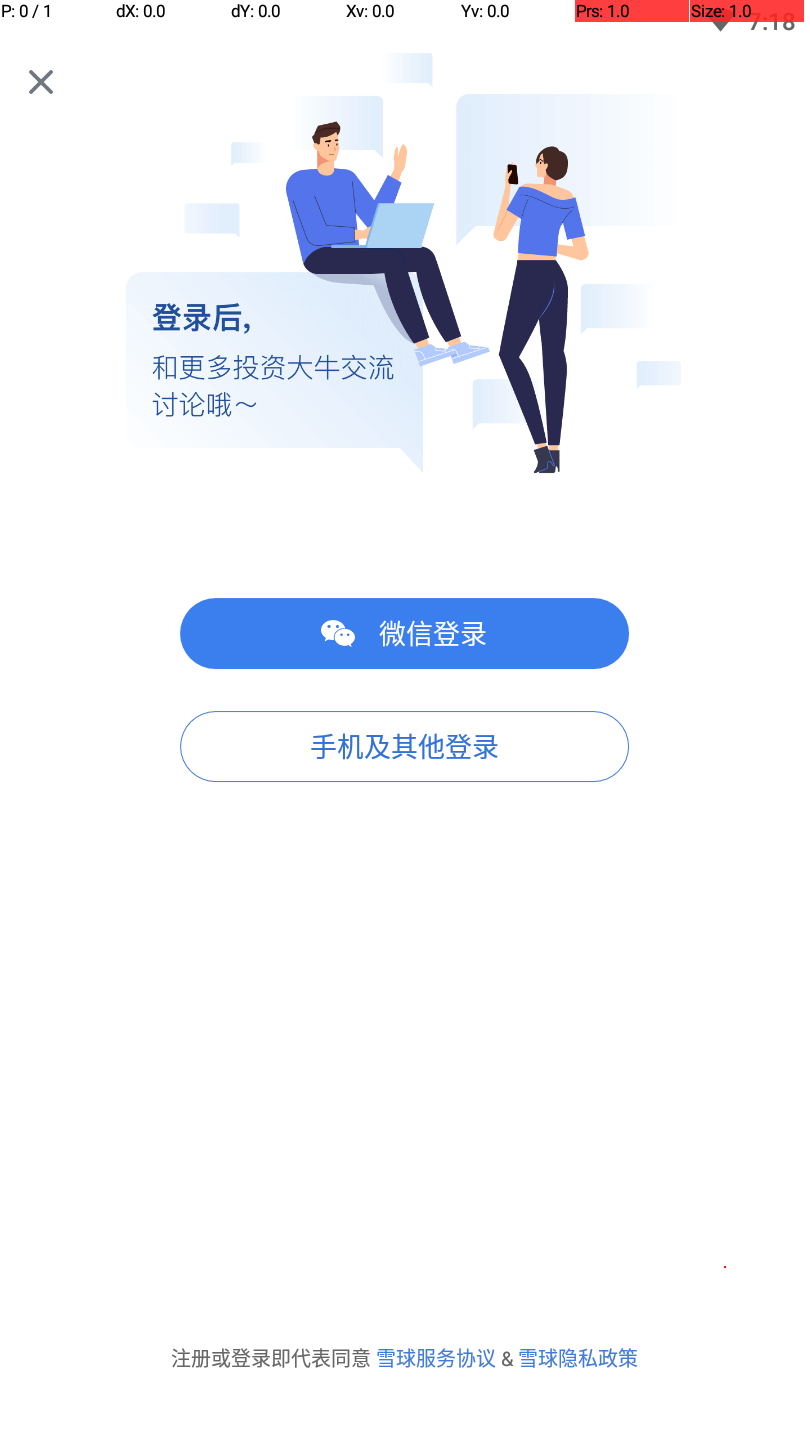 P: 0 / 1 dX: 0.0 dY: 0.0 Xv: 0.0 Yv: 0.0 Prs: 1.0 Size: 1.0
7:18
登录后,
和更多投资大牛交流
讨论哦～
微信登录
手机及其他登录
注册或登录即代表同意 雪球服务协议 & 雪球隐私政策